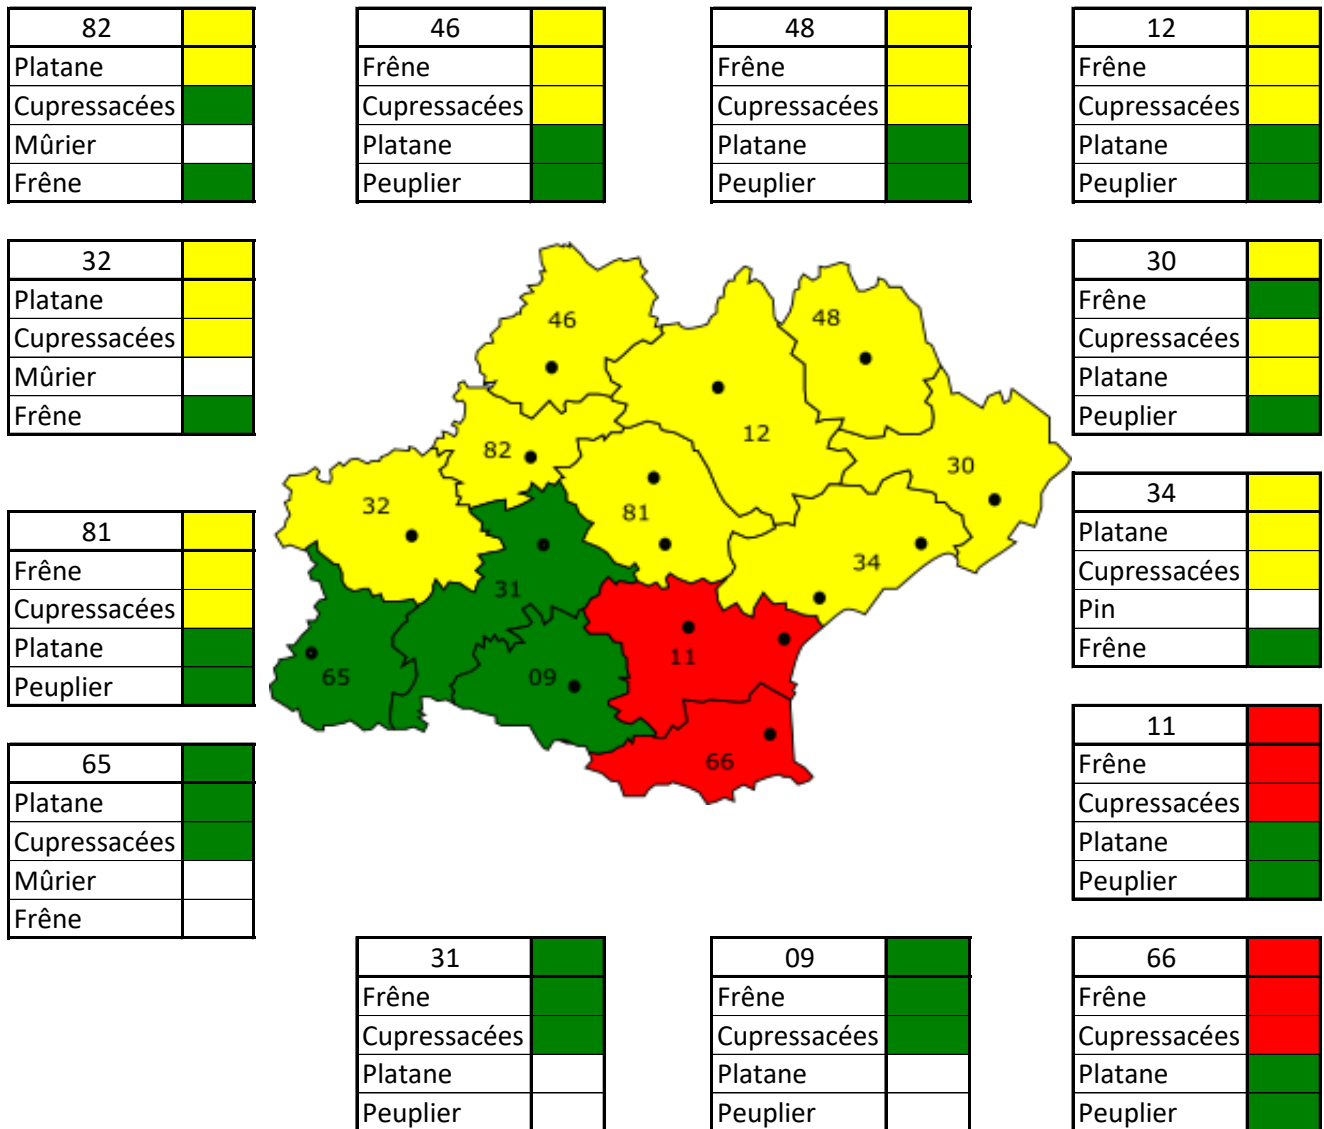 82
Platane
Cupressacées
Mûrier
Frêne
46
Frêne
Cupressacées
Platane
Peuplier
48
Frêne
Cupressacées
Platane
Peuplier
12
Frêne
Cupressacées
Platane
Peuplier
32
Platane
Cupressacées
Mûrier
Frêne
46
48
12
82
30
32
81
34
31
11
65
09
66
30
Frêne
Cupressacées
Platane
Peuplier
81
Frêne
Cupressacées
Platane
Peuplier
34
Platane
Cupressacées
Pin
Frêne
65
Platane
Cupressacées
Mûrier
Frêne
11
Frêne
Cupressacées
Platane
Peuplier
31
Frêne
Cupressacées
Platane
Peuplier
09
Frêne
Cupressacées
Platane
Peuplier
66
Frêne
Cupressacées
Platane
Peuplier